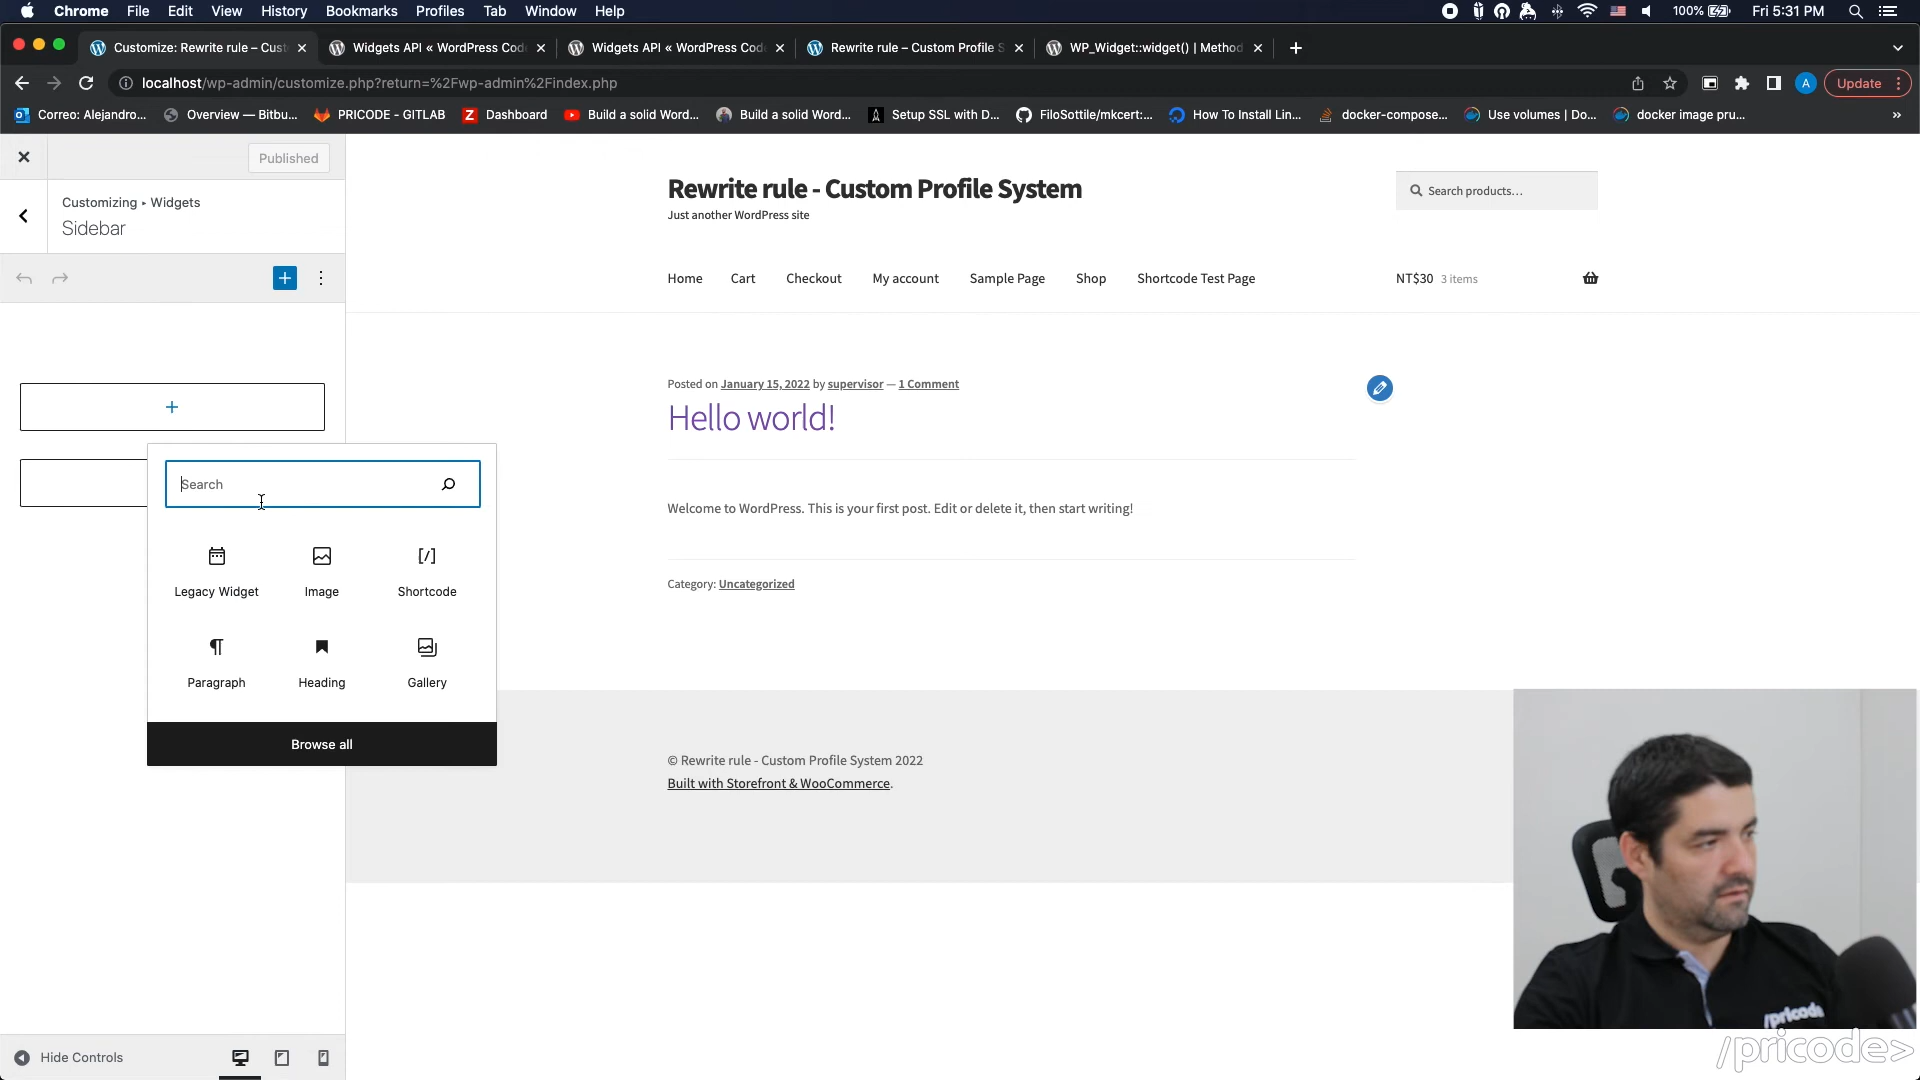 Chrome File Edit View History Bookmarks Profiles Tab Window Help 100% Fri 5:31 PM
Customize: Rewrite rule – Cust Widgets API « WordPress Cod Widgets API « WordPress Cod Rewrite rule – Custom Profile S WP_Widget::widget() | Method
localhost/wp-admin/customize.php?return=%2Fwp-admin%2Findex.php A Update
Correo: Alejandro... Overview — Bitbu... PRICODE - GITLAB Dashboard Build a solid Word... Build a solid Word... Setup SSL with D... FiloSottile/mkcert:... How To Install Lin... docker-compose... Use volumes | Do... docker image pru... »
Published
Customizing ▸ Widgets
Sidebar
Search
Legacy Widget Image Shortcode
Paragraph Heading Gallery
Browse all
Hide Controls
Rewrite rule - Custom Profile System
Just another WordPress site
Search products…
Home Cart Checkout My account Sample Page Shop Shortcode Test Page NT$30 3 items
Posted on January 15, 2022 by supervisor — 1 Comment
Hello world!
Welcome to WordPress. This is your first post. Edit or delete it, then start writing!
Category: Uncategorized
© Rewrite rule - Custom Profile System 2022
Built with Storefront & WooCommerce.
/pricode
/pricode>